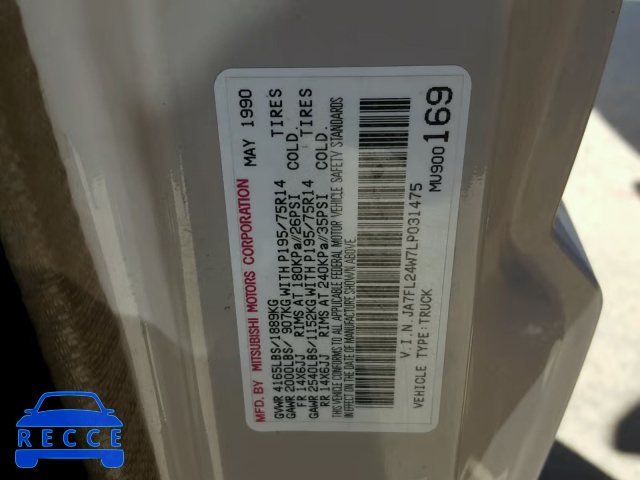 MFD. BY MITSUBISHI MOTORS CORPORATION MAY 1990
GVWR 4165LBS/1889KG
GAWR 2000LBS/ 907KG WITH P195/75R14 TIRES
FR 14X6JJ RIMS AT 180KPa/26PSI COLD.
GAWR 2540LBS/1152KG WITH P195/75R14 TIRES
RR 14X6JJ RIMS AT 240KPa/35PSI COLD.
THIS VEHICLE CONFORMS TO ALL APPLICABLE FEDERAL MOTOR VEHICLE SAFETY STANDARDS
IN EFFECT ON THE DATE OF MANUFACTURE SHOWN ABOVE.
V.I.N.JA7FL24W7LP031475
VEHICLE TYPE:TRUCK MU900169
RECCE